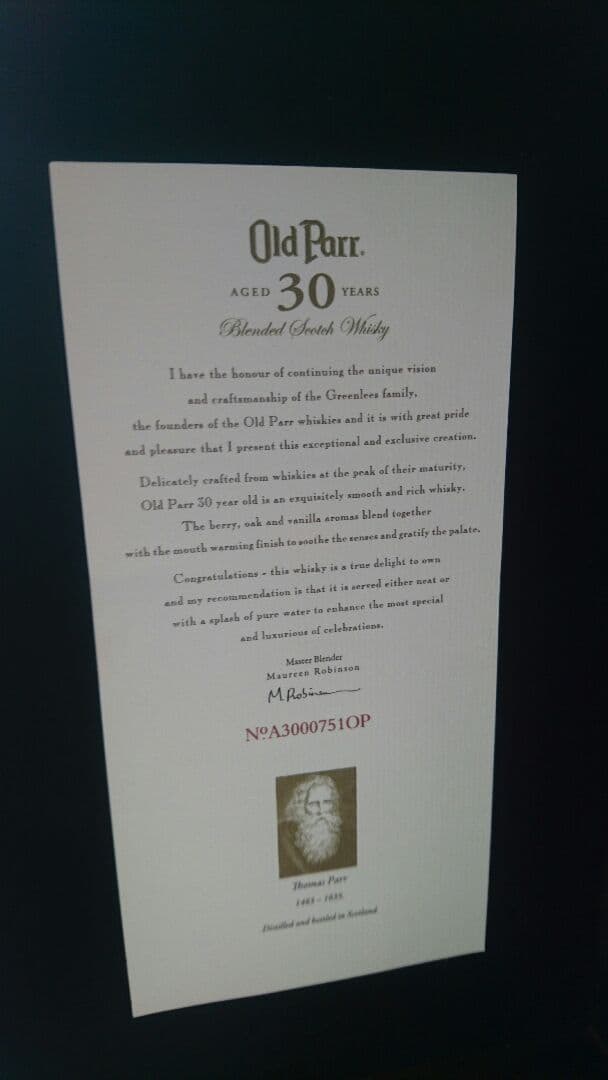 Old Parr.
AGED 30 YEARS
Blended Scotch Whisky
I have the honour of continuing the unique vision
and craftsmanship of the Greenlees family,
the founders of the Old Parr whiskies and it is with great pride
and pleasure that I present this exceptional and exclusive creation.
Delicately crafted from whiskies at the peak of their maturity,
Old Parr 30 year old is an exquisitely smooth and rich whisky.
The berry, oak and vanilla aromas blend together
with the mouth warming finish to soothe the senses and gratify the palate.
Congratulations - this whisky is a true delight to own
and my recommendation is that it is served either neat or
with a splash of pure water to enhance the most special
and luxurious of celebrations.
Master Blender
Maureen Robinson
M Robinson
NºA3000751OP
Thomas Parr
1483 – 1635.
Distilled and bottled in Scotland